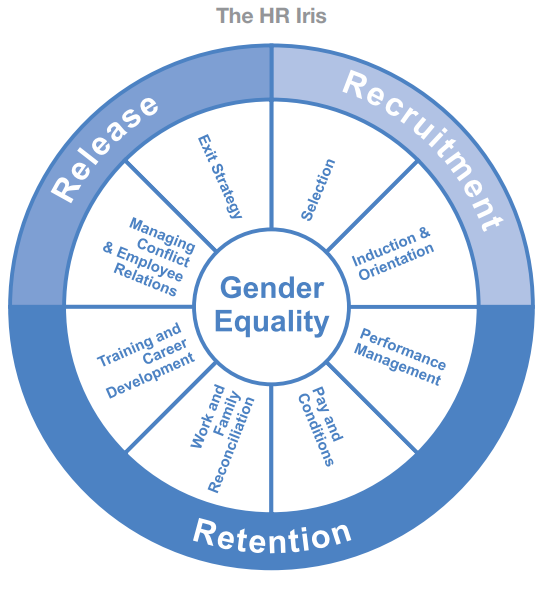 The HR Iris
Release
Recruitment
Exit Strategy
Selection
Managing
Conflict
& Employee
Relations
Induction &
Orientation
Gender
Equality
Training and
Career
Development
Performance
Management
Work and
Family
Reconciliation
Pay and
Conditions
Retention